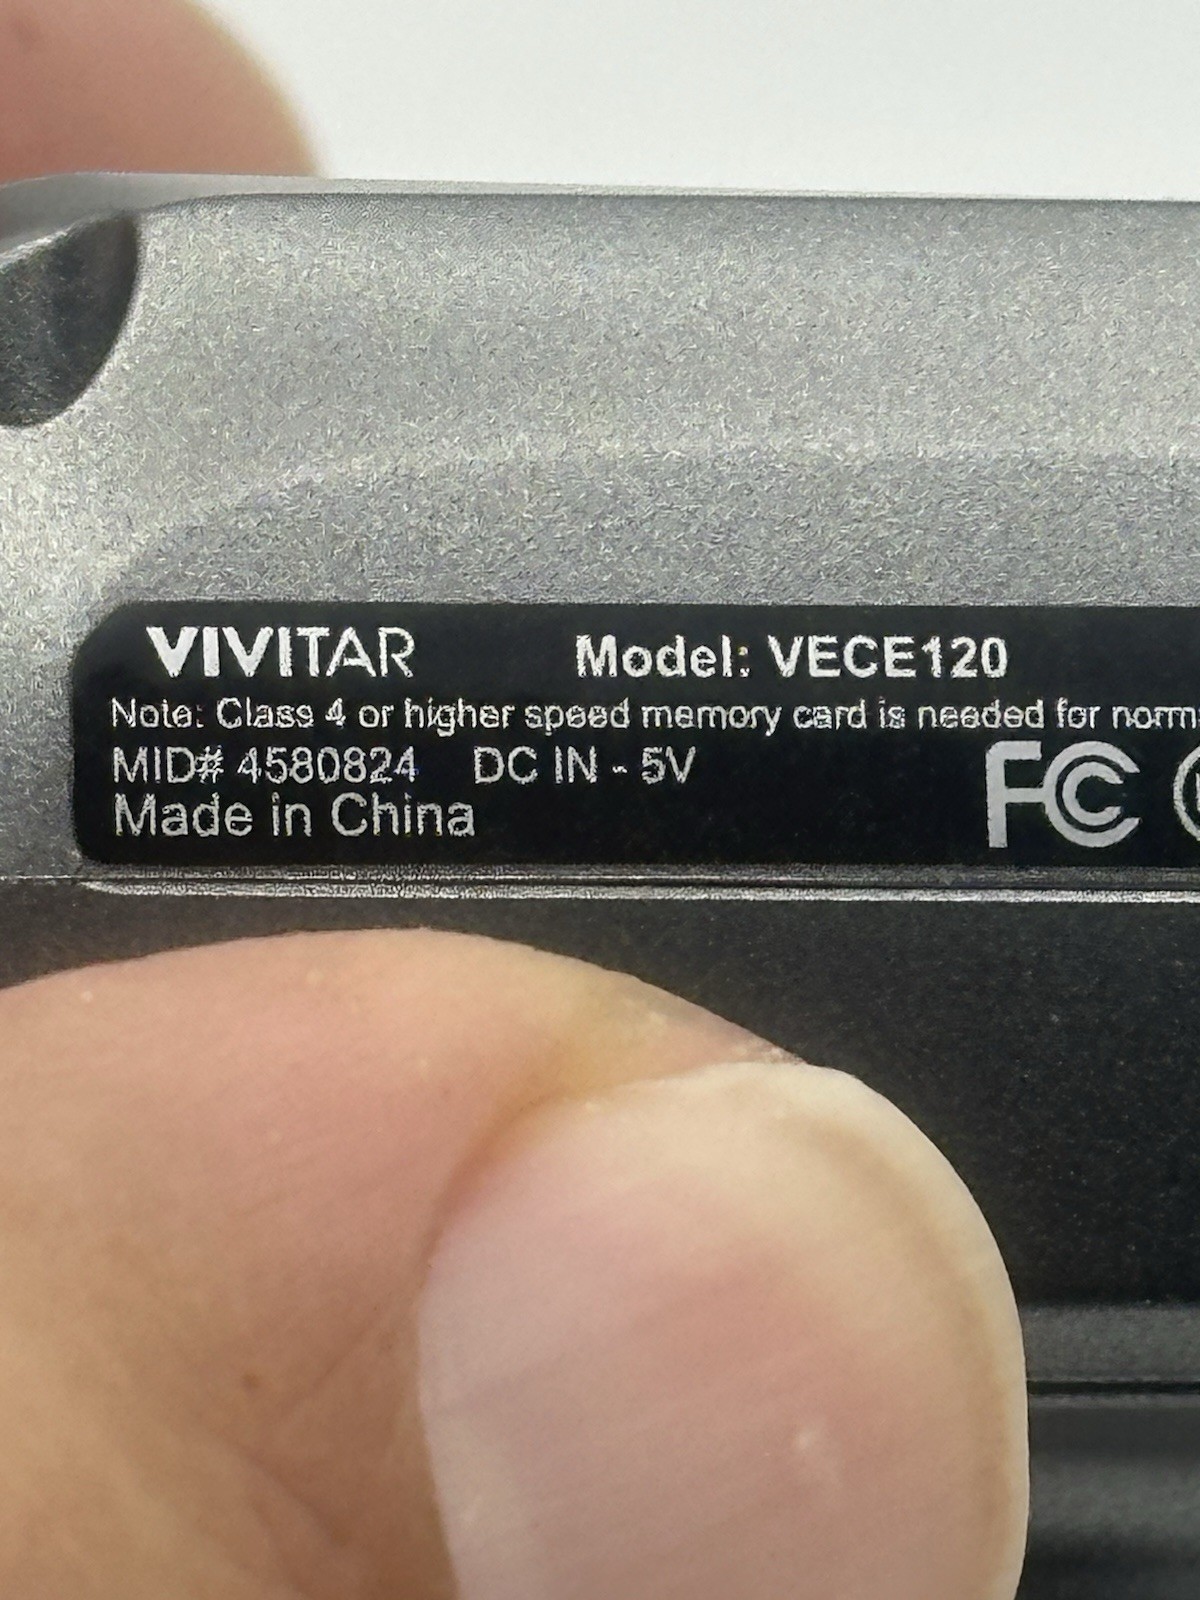 VIVITAR Model: VECE120
Note: Class 4 or higher speed memory card is needed for norm
MID# 4580824 DC IN - 5V
FC
Made in China